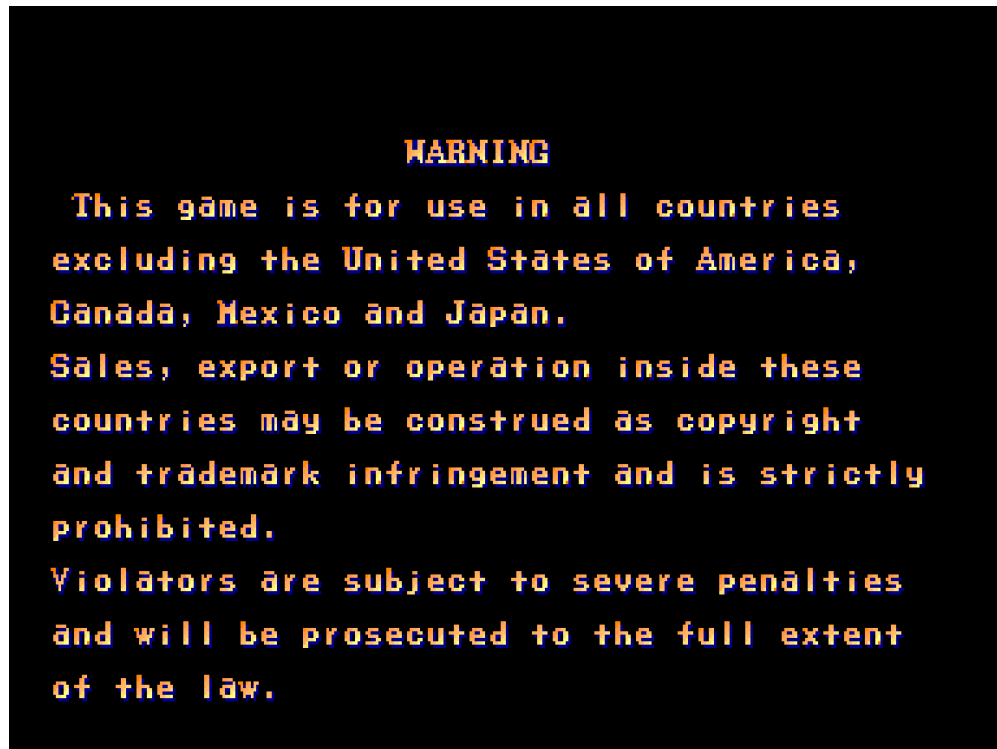 WARNING
This game is for use in all countries
excluding the United States of America,
Canada, Mexico and Japan.
Sales, export or operation inside these
countries may be construed as copyright
and trademark infringement and is strictly
prohibited.
Violators are subject to severe penalties
and will be prosecuted to the full extent
of the law.